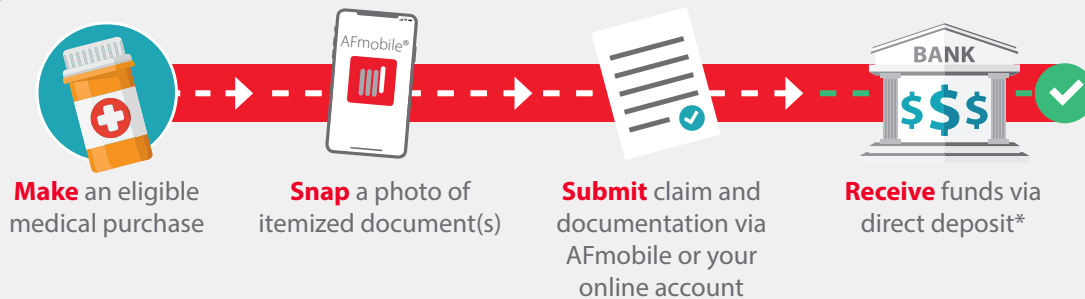 AFmobile®
BANK
$$$
Make an eligible
medical purchase
Snap a photo of
itemized document(s)
Submit claim and
documentation via
AFmobile or your
online account
Receive funds via
direct deposit*